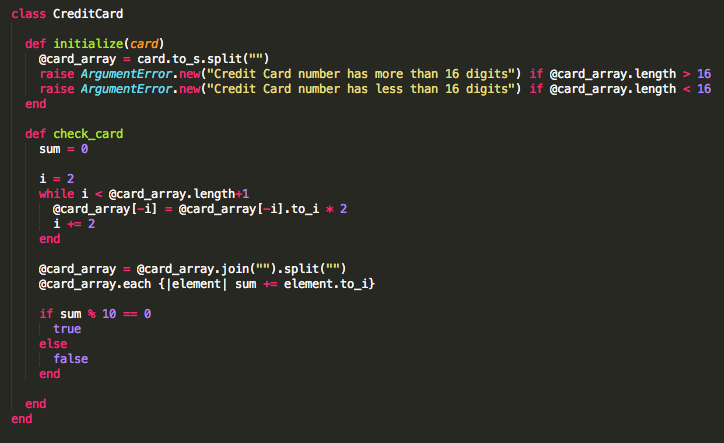 class CreditCard
def initialize(card)
@card_array = card.to_s.split("")
raise ArgumentError.new("Credit Card number has more than 16 digits") if @card_array.length > 16
raise ArgumentError.new("Credit Card number has less than 16 digits") if @card_array.length < 16
end
def check_card
sum = 0
i = 2
while i < @card_array.length+1
@card_array[-i] = @card_array[-i].to_i * 2
i += 2
end
@card_array = @card_array.join("").split("")
@card_array.each {|element| sum += element.to_i}
if sum % 10 == 0
true
else
false
end
end
end